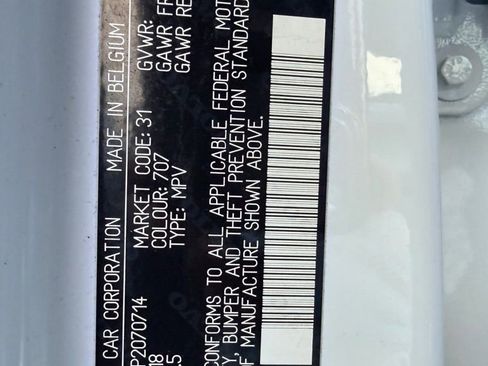 CAR CORPORATION MADE IN BELGIUM
P2070714
MARKET CODE: 31 GVWR:
18 COLOUR: 707 GAWR FR
.5 TYPE: MPV GAWR RE
CONFORMS TO ALL APPLICABLE FEDERAL MOT
Y, BUMPER AND THEFT PREVENTION STANDARD
OF MANUFACTURE SHOWN ABOVE.